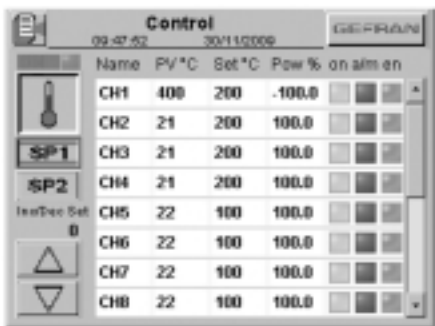 Control
09:47:52 30/11/2009
GEFRAN
Name PV°C Set°C Pow % on alm en
CH1 400 200 -100.0
CH2 21 200 100.0
SP1 CH3 21 200 100.0
SP2 CH4 21 200 100.0
Inc/Dec Set CH5 22 100 100.0
0 CH6 22 100 100.0
CH7 22 100 100.0
CH8 22 100 100.0